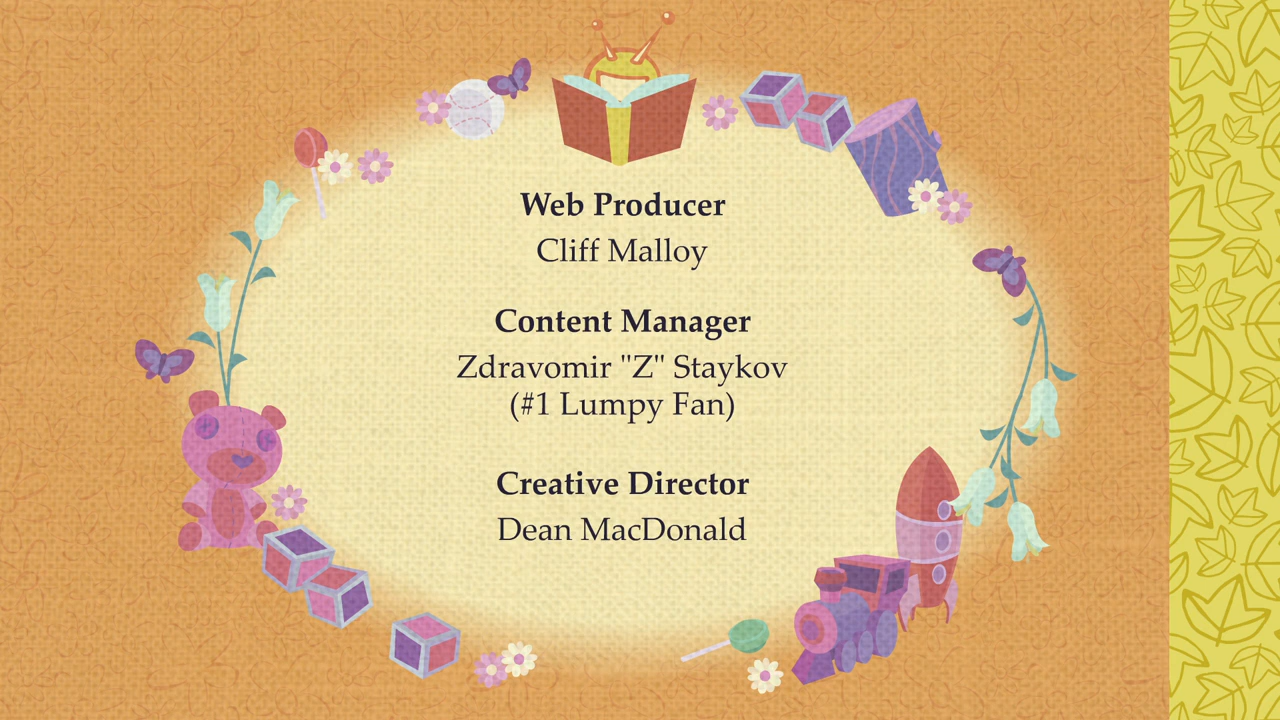 Web Producer
Cliff Malloy
Content Manager
Zdravomir "Z" Staykov
(#1 Lumpy Fan)
Creative Director
Dean MacDonald